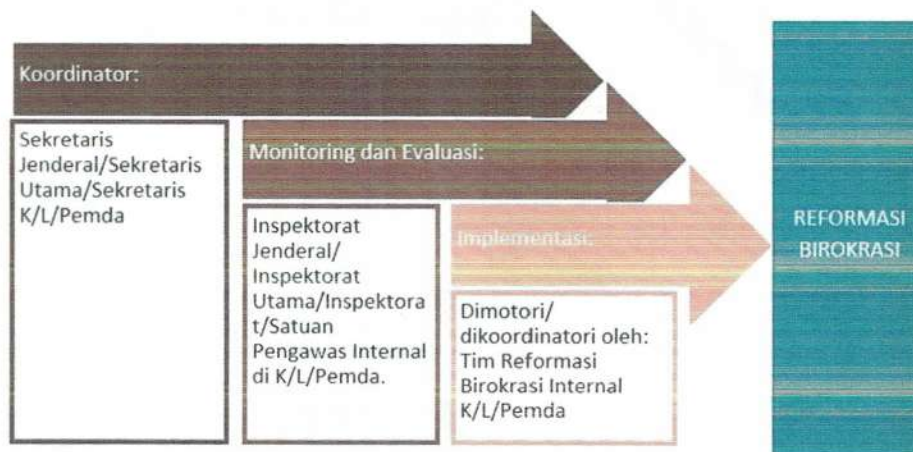 Koordinator:
Sekretaris
Jenderal/Sekretaris
Utama/Sekretaris
K/L/Pemda
Monitoring dan Evaluasi:
Inspektorat
Jenderal/
Inspektorat
Utama/Inspektora
t/Satuan
Pengawas Internal
di K/L/Pemda.
Implementasi:
Dimotori/
dikoordinatori oleh:
Tim Reformasi
Birokrasi Internal
K/L/Pemda
REFORMASI
BIROKRASI